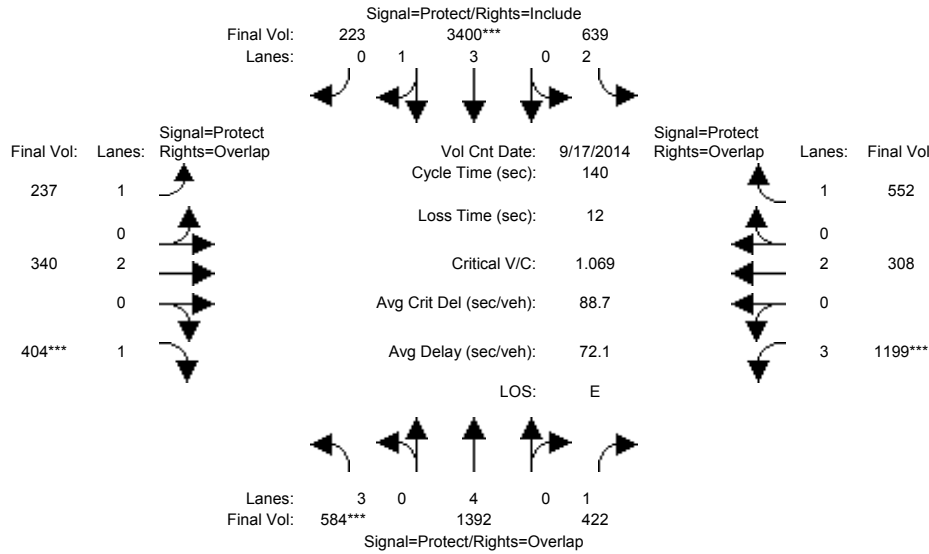 Signal=Protect/Rights=Include
Final Vol: 223 3400*** 639
Lanes: 0 1 3 0 2
Signal=Protect Signal=Protect
Final Vol: Lanes: Rights=Overlap Vol Cnt Date: 9/17/2014 Rights=Overlap Lanes: Final Vol
Cycle Time (sec): 140
237 1 1 552
Loss Time (sec): 12
0 0
340 2 Critical V/C: 1.069 2 308
0 Avg Crit Del (sec/veh): 88.7 0
404*** 1 Avg Delay (sec/veh): 72.1 3 1199***
LOS: E
Lanes: 3 0 4 0 1
Final Vol: 584*** 1392 422
Signal=Protect/Rights=Overlap